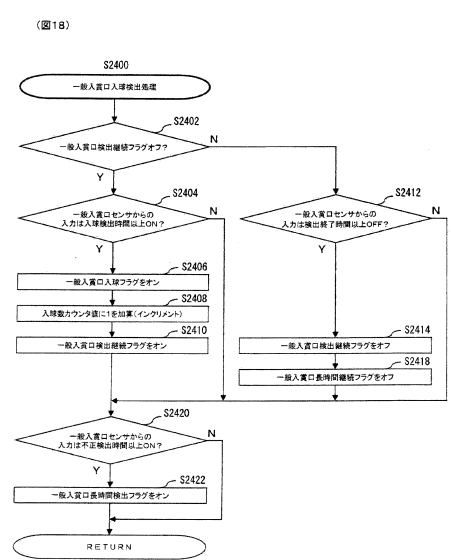 (図18)
S2400
一般入賞口入球検出処理
S2402
一般入賞口検出継続フラグオフ?
N
Y
S2404
一般入賞口センサからの
入力は入球検出時間以上ON?
N
Y
S2412
一般入賞口センサからの
入力は検出終了時間以上OFF?
N
Y
S2406
一般入賞口入球フラグをオン
S2408
入球数カウンタ値に1を加算(インクリメント)
S2410
一般入賞口検出継続フラグをオン
S2414
一般入賞口検出継続フラグをオフ
S2418
一般入賞口長時間継続フラグをオフ
S2420
一般入賞口センサからの
入力は不正検出時間以上ON?
N
Y
S2422
一般入賞口長時間検出フラグをオン
RETURN